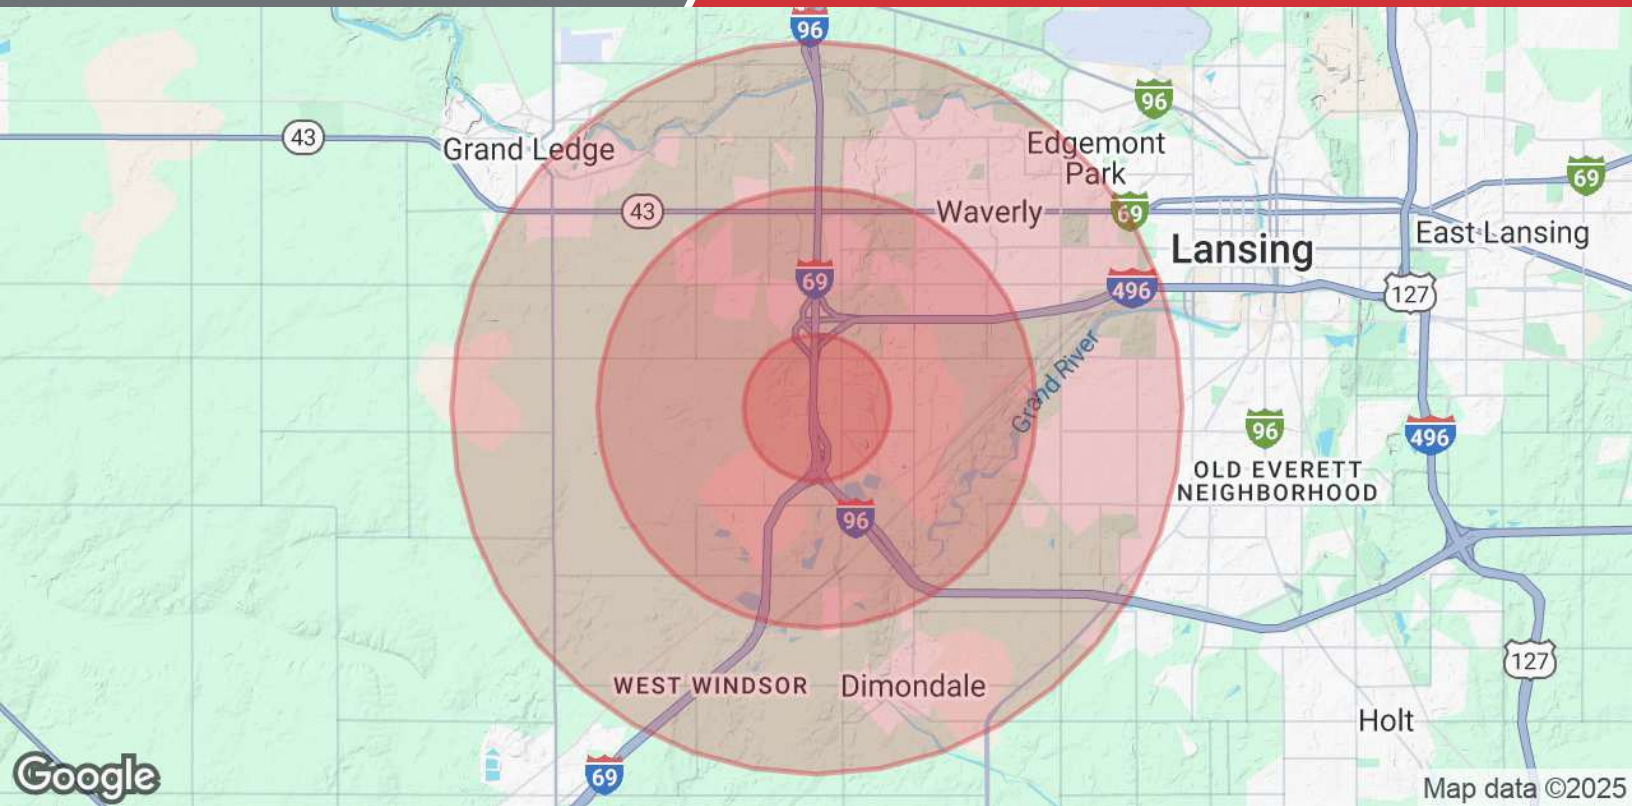 96
96
43
Grand Ledge
Edgemont
Park
69
43
Waverly
69
Lansing
East Lansing
69
496
127
Grand River
96
496
OLD EVERETT
NEIGHBORHOOD
96
127
WEST WINDSOR
Dimondale
Holt
69
Google
Map data ©2025